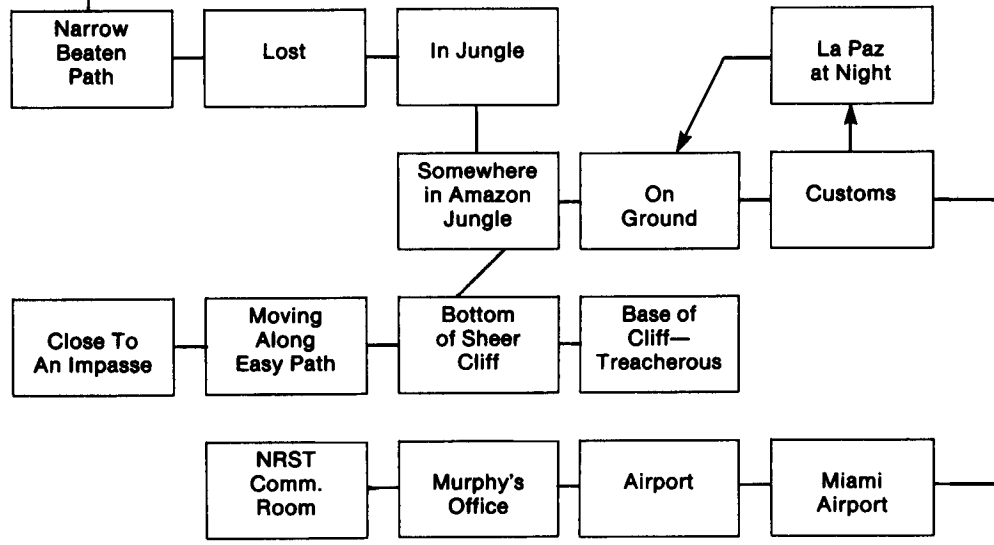 Narrow
Beaten
Path
Lost
In Jungle
La Paz
at Night
Somewhere
in Amazon
Jungle
On
Ground
Customs
Close To
An Impasse
Moving
Along
Easy Path
Bottom
of Sheer
Cliff
Base of
Cliff—
Treacherous
NRST
Comm.
Room
Murphy's
Office
Airport
Miami
Airport